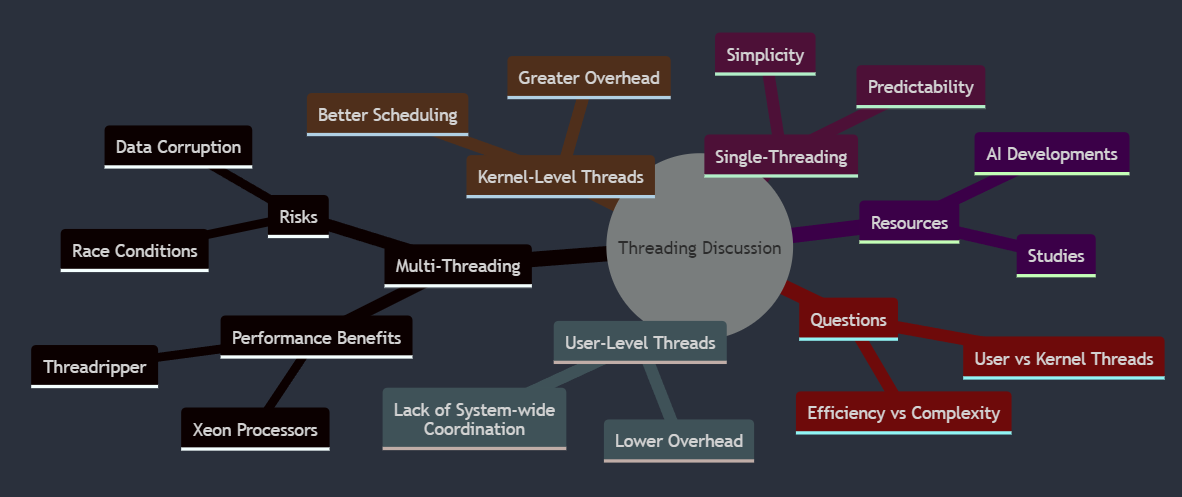 Threading Discussion
Single-Threading
Simplicity
Predictability
Resources
AI Developments
Studies
Questions
User vs Kernel Threads
Efficiency vs Complexity
User-Level Threads
Lower Overhead
Lack of System-wide
Coordination
Multi-Threading
Performance Benefits
Xeon Processors
Threadripper
Risks
Race Conditions
Data Corruption
Kernel-Level Threads
Better Scheduling
Greater Overhead